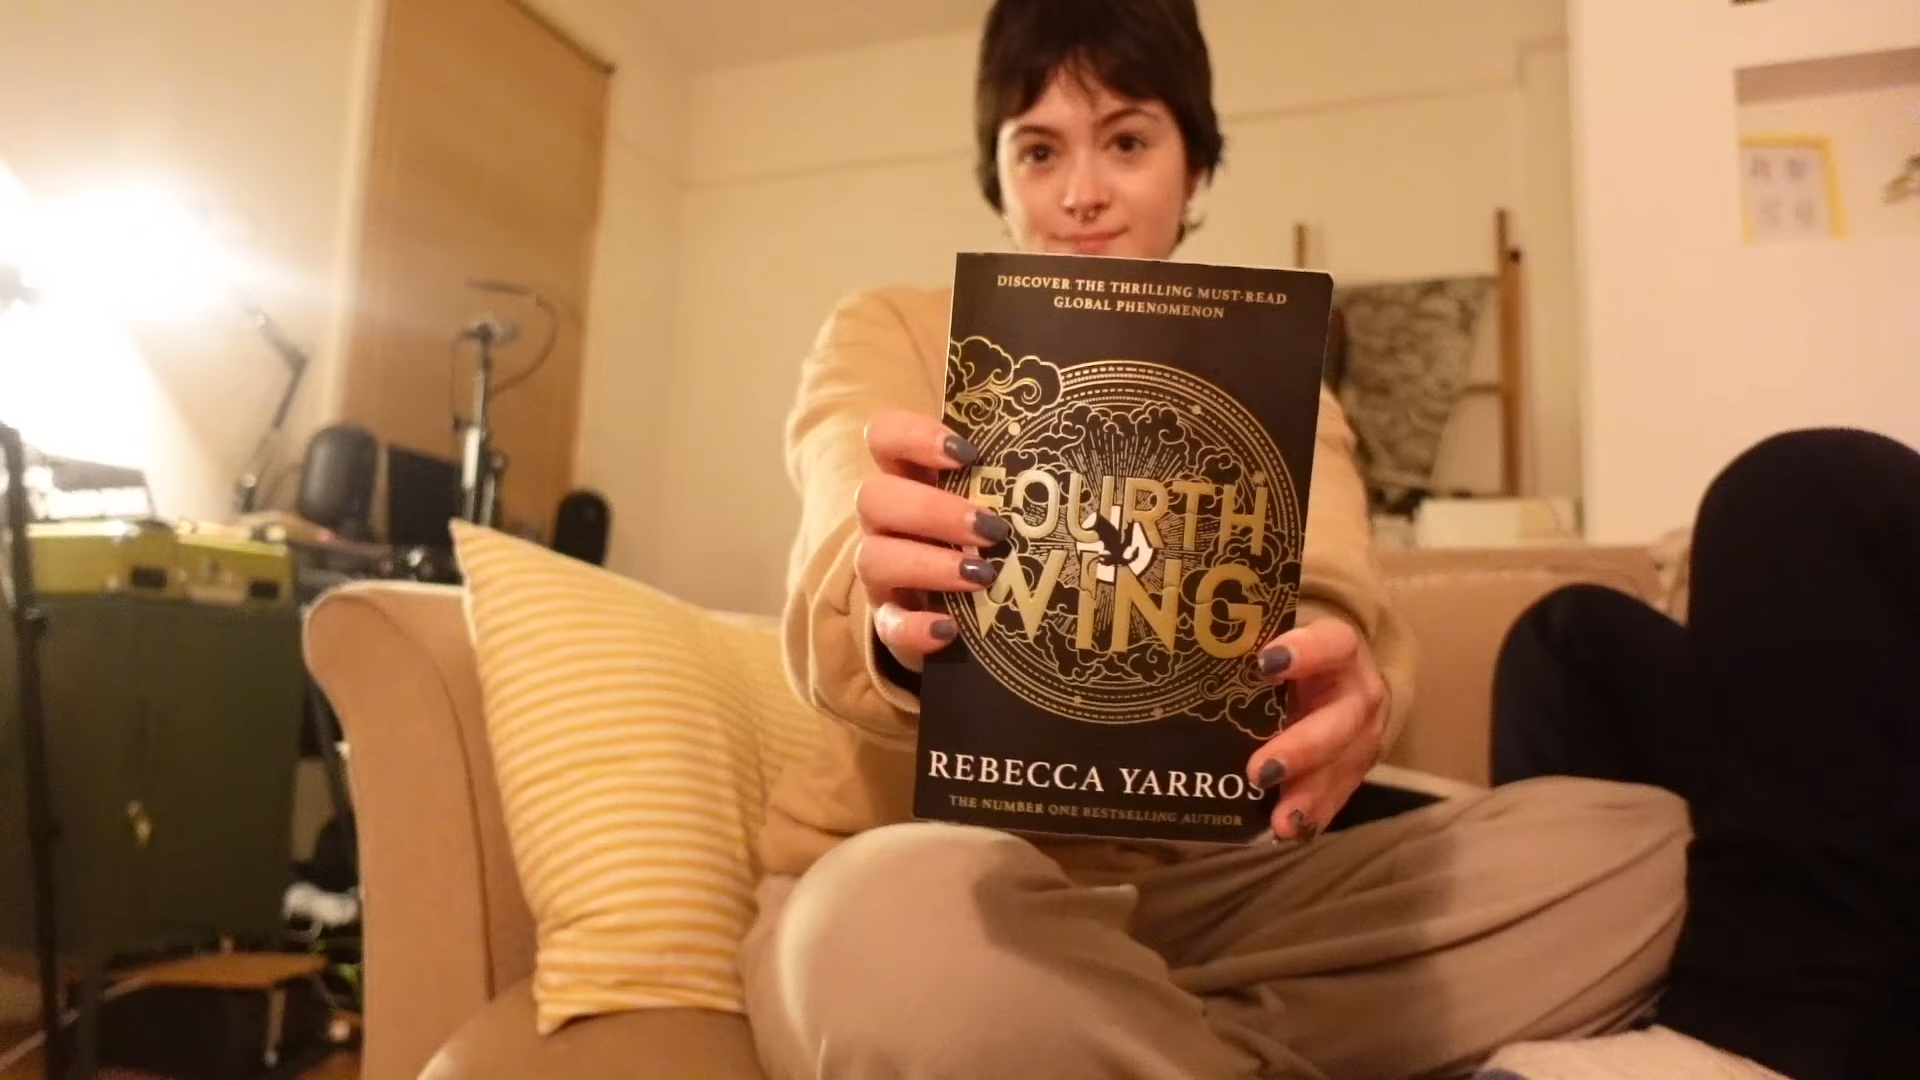 DISCOVER THE THRILLING MUST-READ
GLOBAL PHENOMENON
FOURTH
WING
REBECCA YARROS
THE NUMBER ONE BESTSELLING AUTHOR